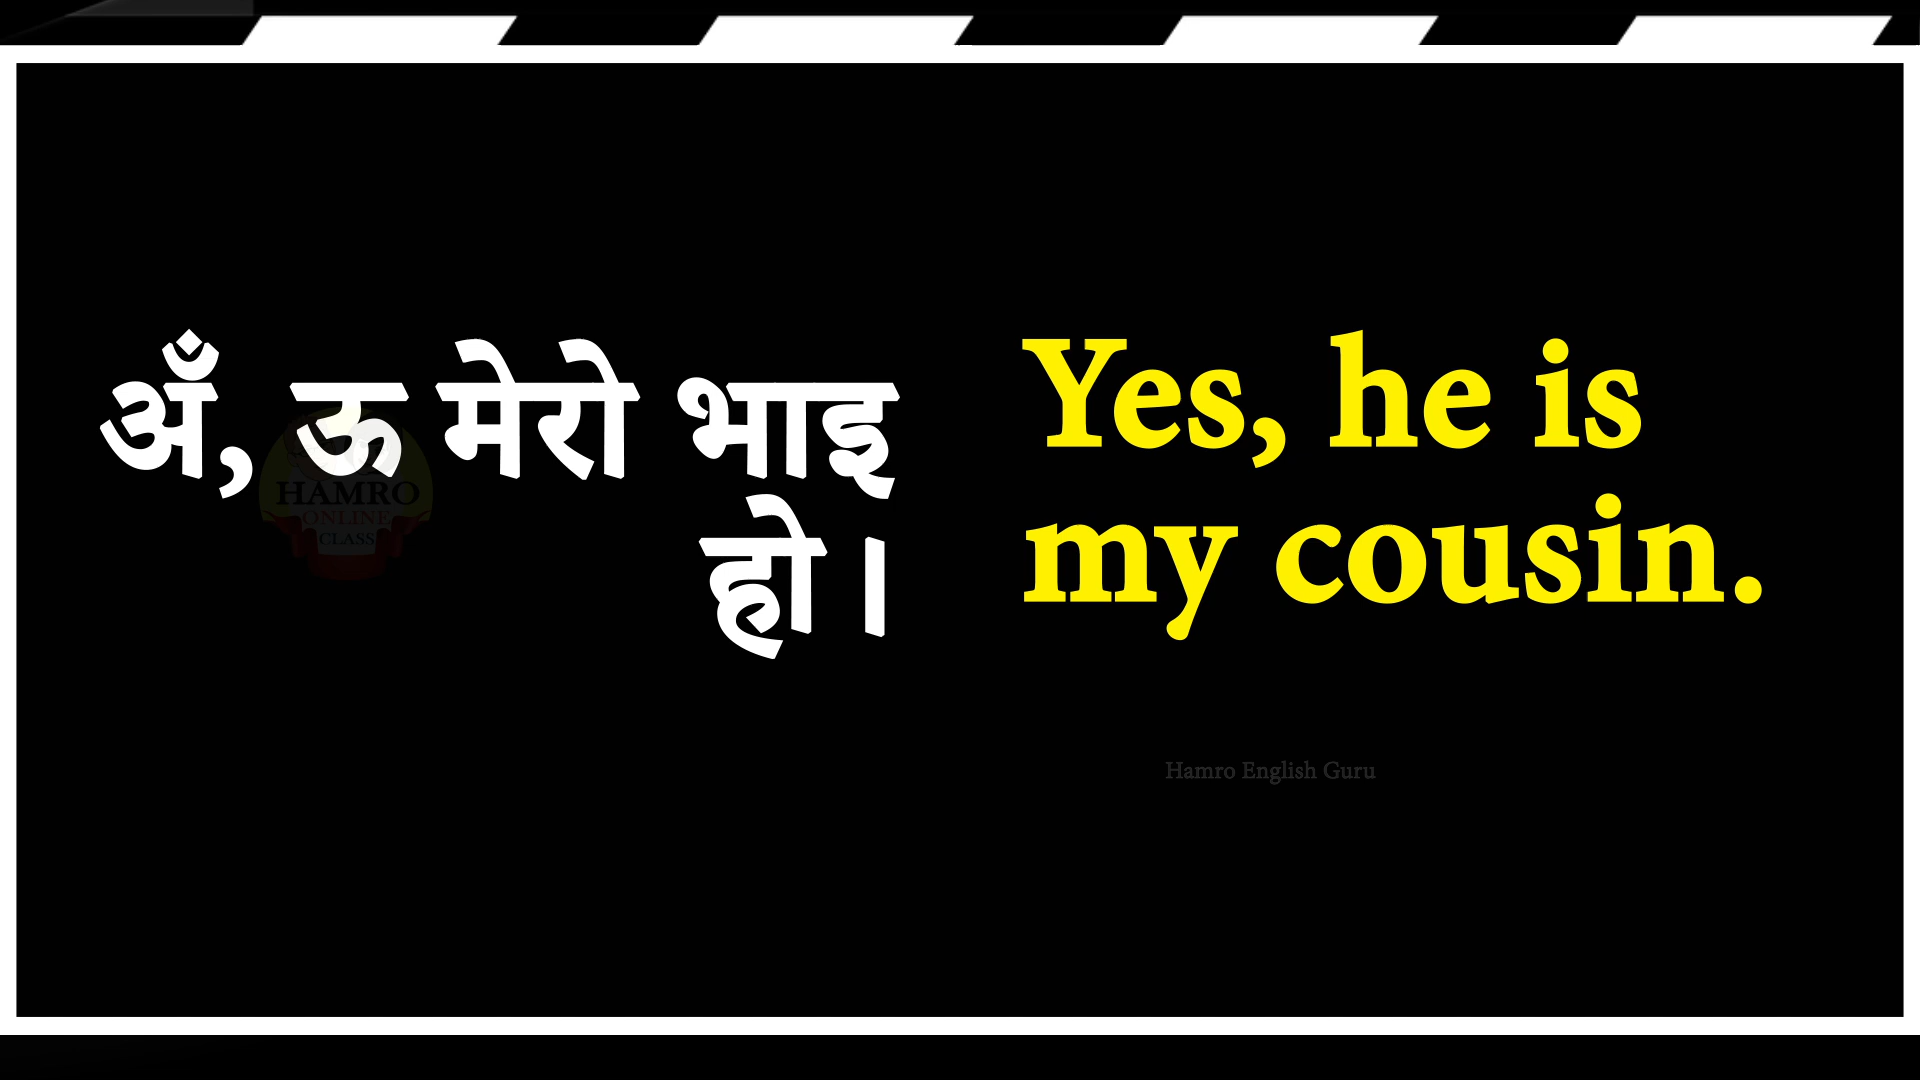 अँ, ऊ मेरो भाइ
हो ।
Yes, he is
my cousin.
HAMRO
ONLINE
CLASS
Hamro English Guru